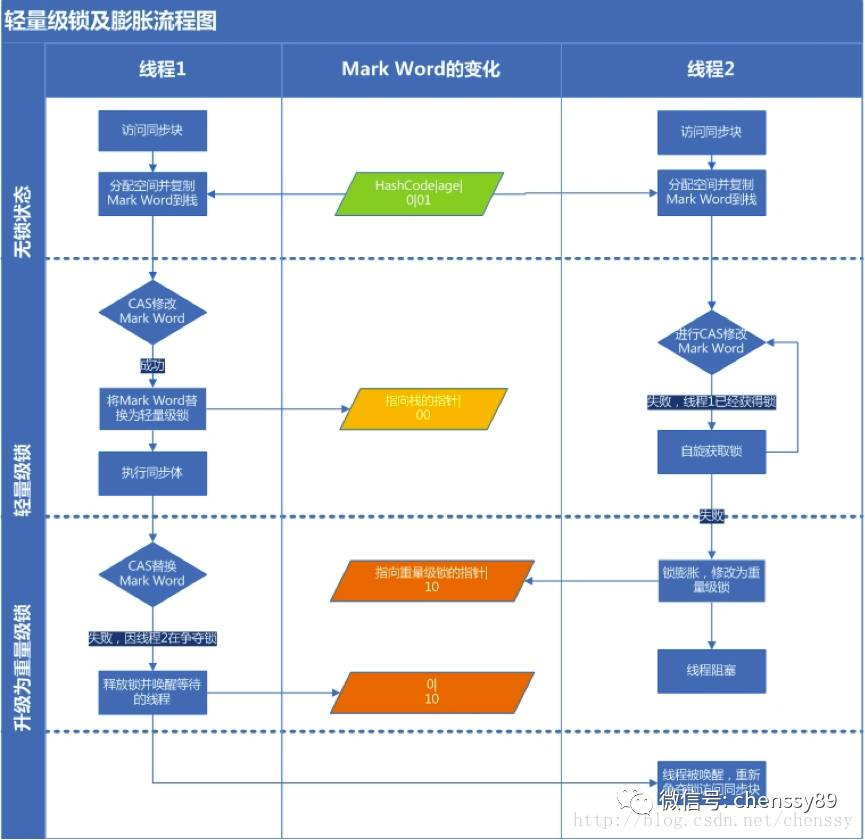 轻量级锁及膨胀流程图
线程1
Mark Word的变化
线程2
无锁状态
访问同步块
访问同步块
分配空间并复制
Mark Word到栈
HashCode|age|
0|01
分配空间并复制
Mark Word到栈
轻量级锁
CAS修改
Mark Word
进行CAS修改
Mark Word
成功
将Mark Word替
换为轻量级锁
指向栈的指针|
00
失败，线程1已经获得锁
执行同步体
自旋获取锁
失败
升级为重量级锁
CAS替换
Mark Word
指向重量级锁的指针|
10
锁膨胀，修改为重
量级锁
失败，因线程2在争夺锁
释放锁并唤醒等待
的线程
0|
10
线程阻塞
线程被唤醒，重新
争夺锁访问同步块
微信号: chenssy89
http://blog.csdn.net/chenssy